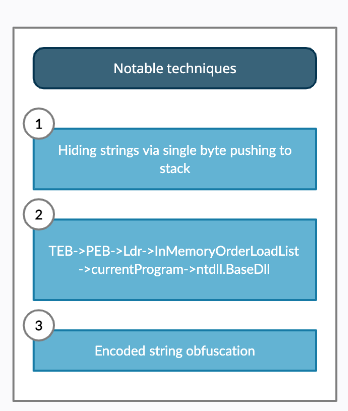 Notable techniques
1
Hiding strings via single byte pushing to
stack
2
TEB->PEB->Ldr->InMemoryOrderLoadList
->currentProgram->ntdll.BaseDll
3
Encoded string obfuscation